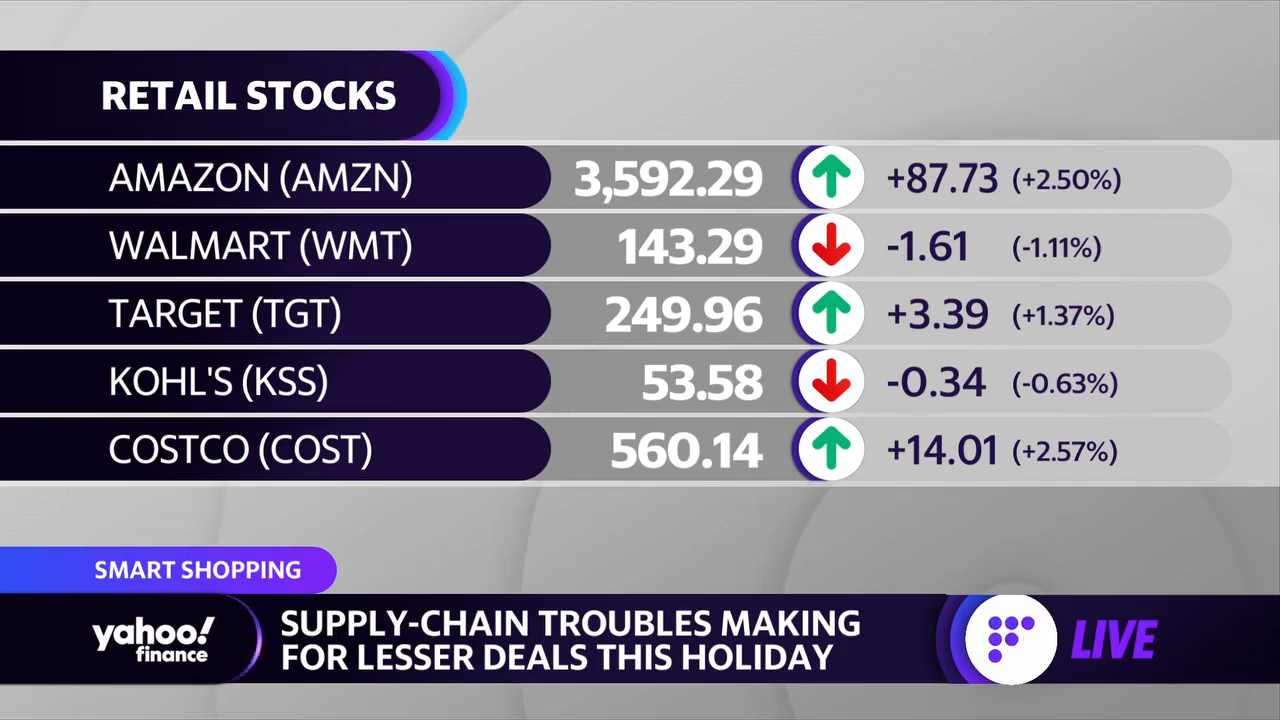 RETAIL STOCKS
AMAZON (AMZN) 3,592.29 +87.73 (+2.50%)
WALMART (WMT) 143.29 -1.61 (-1.11%)
TARGET (TGT) 249.96 +3.39 (+1.37%)
KOHL'S (KSS) 53.58 -0.34 (-0.63%)
COSTCO (COST) 560.14 +14.01 (+2.57%)
SMART SHOPPING
yahoo!
finance
SUPPLY-CHAIN TROUBLES MAKING
FOR LESSER DEALS THIS HOLIDAY
LIVE